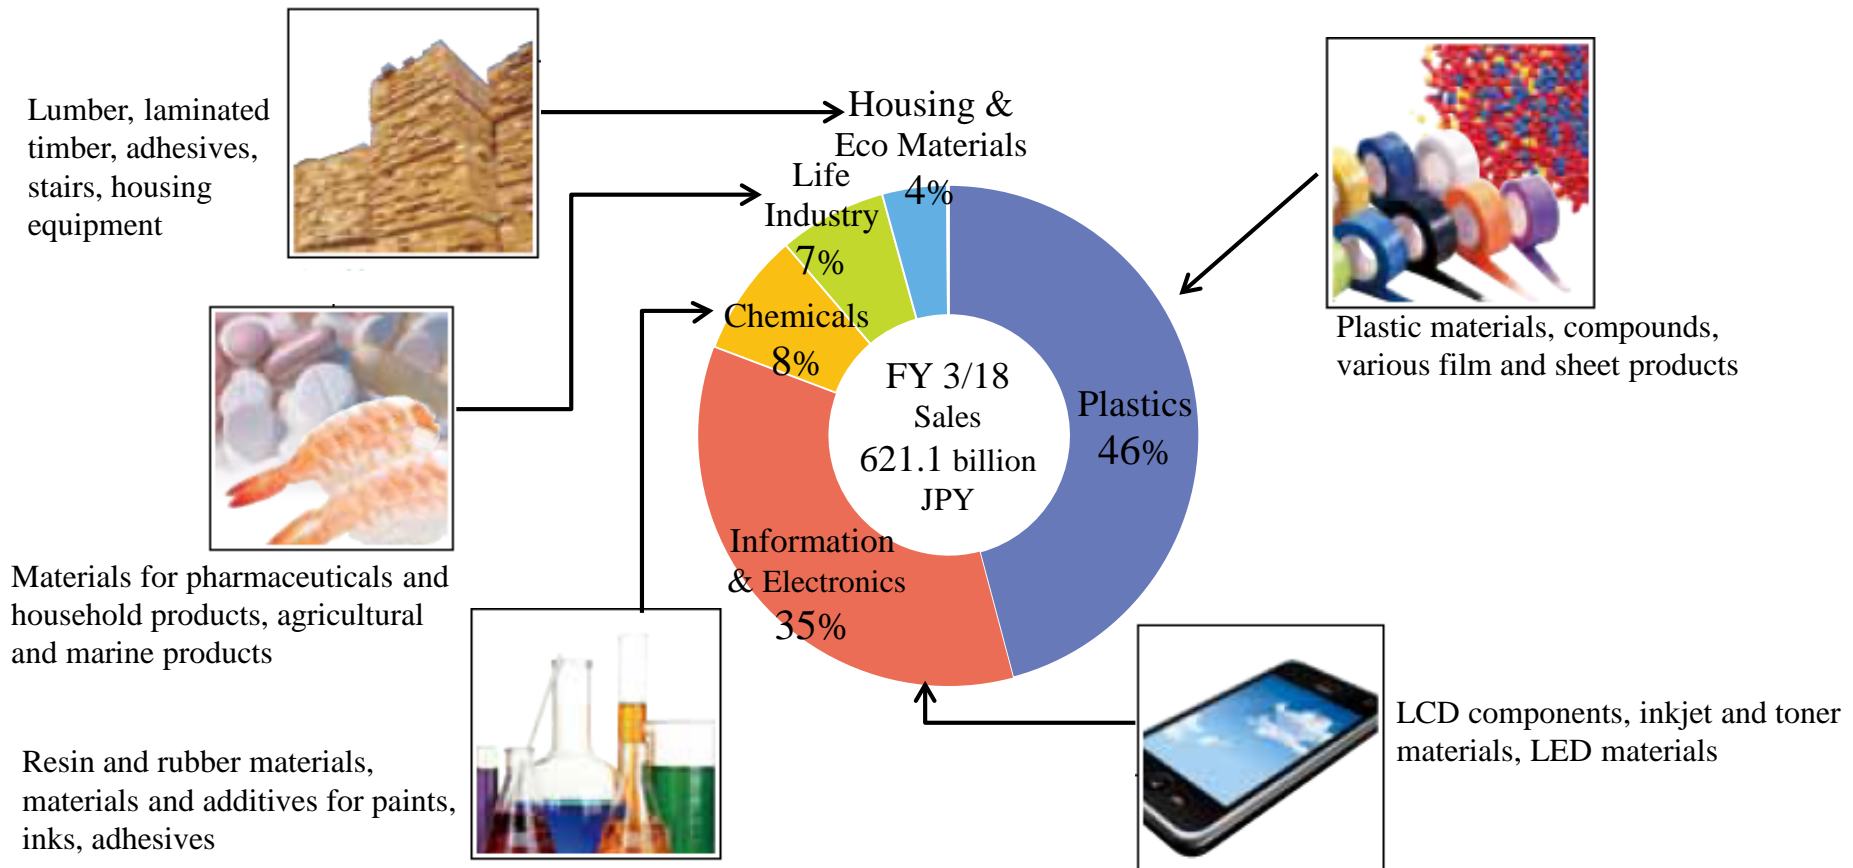 Lumber, laminated
timber, adhesives,
stairs, housing
equipment
Housing &
Eco Materials
4%
Life
Industry
7%
Chemicals
8%
FY 3/18
Sales
621.1 billion
JPY
Plastics
46%
Information
& Electronics
35%
Plastic materials, compounds,
various film and sheet products
Materials for pharmaceuticals and
household products, agricultural
and marine products
Resin and rubber materials,
materials and additives for paints,
inks, adhesives
LCD components, inkjet and toner
materials, LED materials